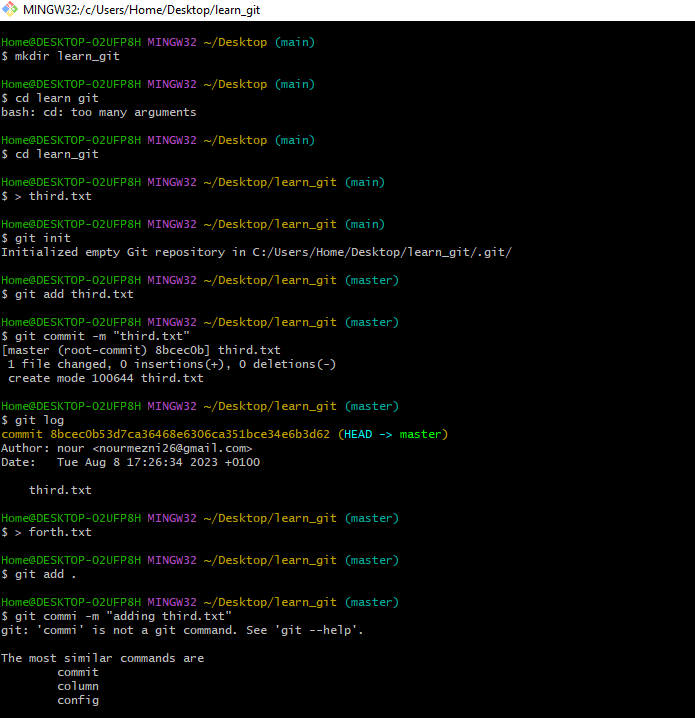 MINGW32:/c/Users/Home/Desktop/learn_git
Home@DESKTOP-O2UFP8H MINGW32 ~/Desktop (main)
$ mkdir learn_git
Home@DESKTOP-O2UFP8H MINGW32 ~/Desktop (main)
$ cd learn git
bash: cd: too many arguments
Home@DESKTOP-O2UFP8H MINGW32 ~/Desktop (main)
$ cd learn_git
Home@DESKTOP-O2UFP8H MINGW32 ~/Desktop/learn_git (main)
$ > third.txt
Home@DESKTOP-O2UFP8H MINGW32 ~/Desktop/learn_git (main)
$ git init
Initialized empty Git repository in C:/Users/Home/Desktop/learn_git/.git/
Home@DESKTOP-O2UFP8H MINGW32 ~/Desktop/learn_git (master)
$ git add third.txt
Home@DESKTOP-O2UFP8H MINGW32 ~/Desktop/learn_git (master)
$ git commit -m "third.txt"
[master (root-commit) 8bcec0b] third.txt
 1 file changed, 0 insertions(+), 0 deletions(-)
 create mode 100644 third.txt
Home@DESKTOP-O2UFP8H MINGW32 ~/Desktop/learn_git (master)
$ git log
commit 8bcec0b53d7ca36468e6306ca351bce34e6b3d62 (HEAD -> master)
Author: nour <nourmezni26@gmail.com>
Date:   Tue Aug 8 17:26:34 2023 +0100
    third.txt
Home@DESKTOP-O2UFP8H MINGW32 ~/Desktop/learn_git (master)
$ > forth.txt
Home@DESKTOP-O2UFP8H MINGW32 ~/Desktop/learn_git (master)
$ git add .
Home@DESKTOP-O2UFP8H MINGW32 ~/Desktop/learn_git (master)
$ git commi -m "adding third.txt"
git: 'commi' is not a git command. See 'git --help'.
The most similar commands are
        commit
        column
        config